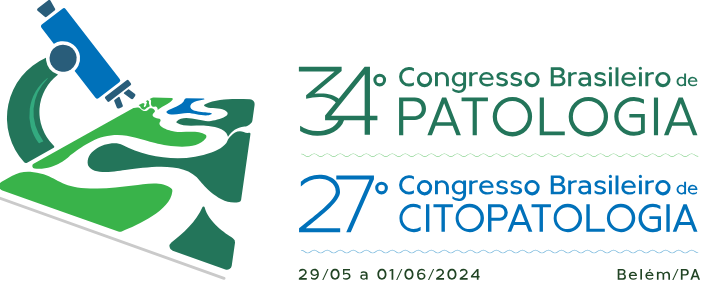 34º Congresso Brasileiro de
PATOLOGIA
27º Congresso Brasileiro de
CITOPATOLOGIA
29/05 a 01/06/2024 Belém/PA